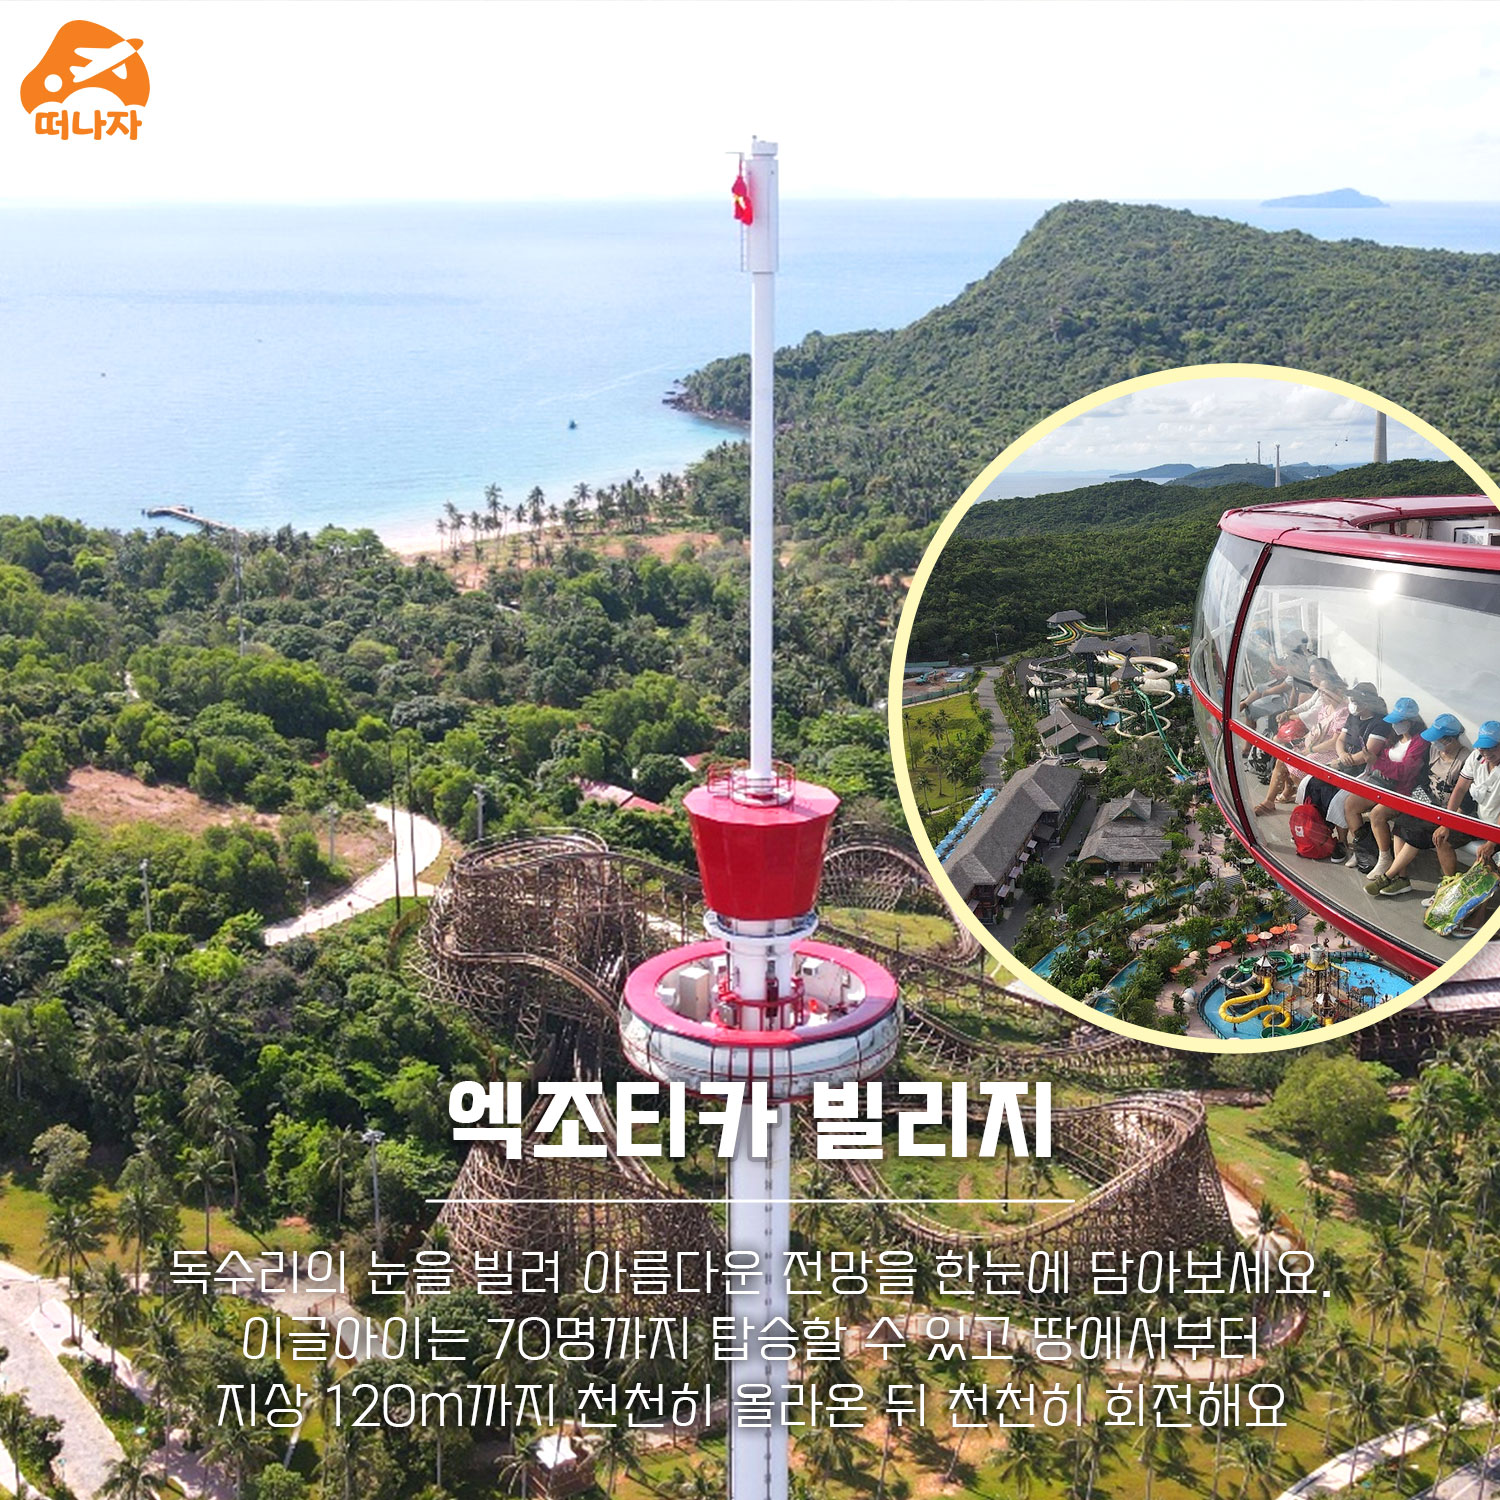 떠나자
엑조티카 빌리지
독수리의 눈을 빌려 아름다운 전망을 한눈에 담아보세요.
이글아이는 70명까지 탑승할 수 있고 땅에서부터
지상 120m까지 천천히 올라온 뒤 천천히 회전해요